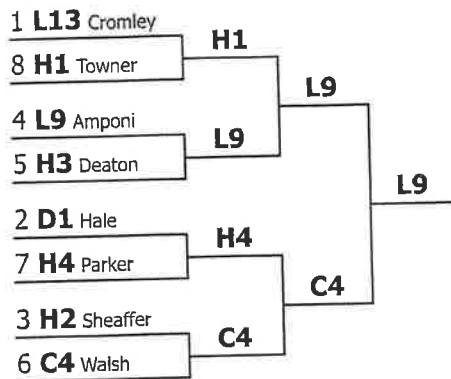 1 L13 Cromley
H1
8 H1 Towner
L9
4 L9 Amponi
L9
5 H3 Deaton
L9
2 D1 Hale
H4
7 H4 Parker
C4
3 H2 Sheaffer
C4
6 C4 Walsh